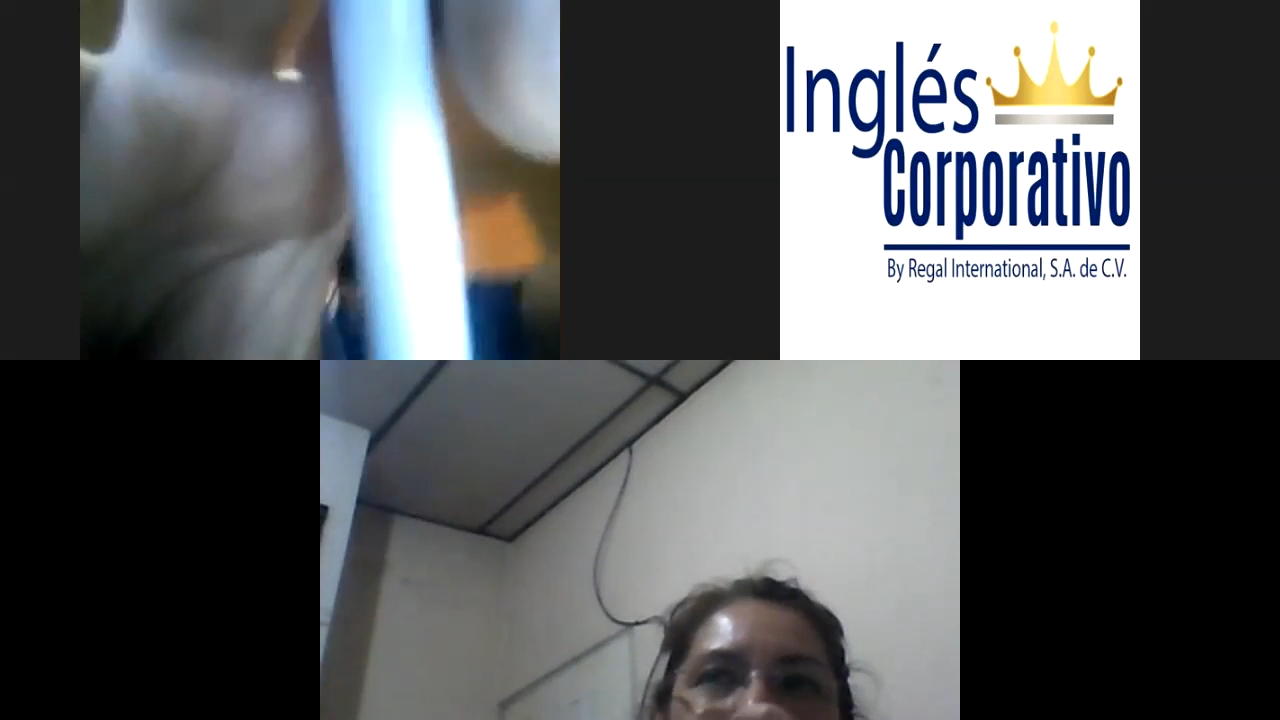 Inglés
Corporativo
By Regal International, S.A. de C.V.